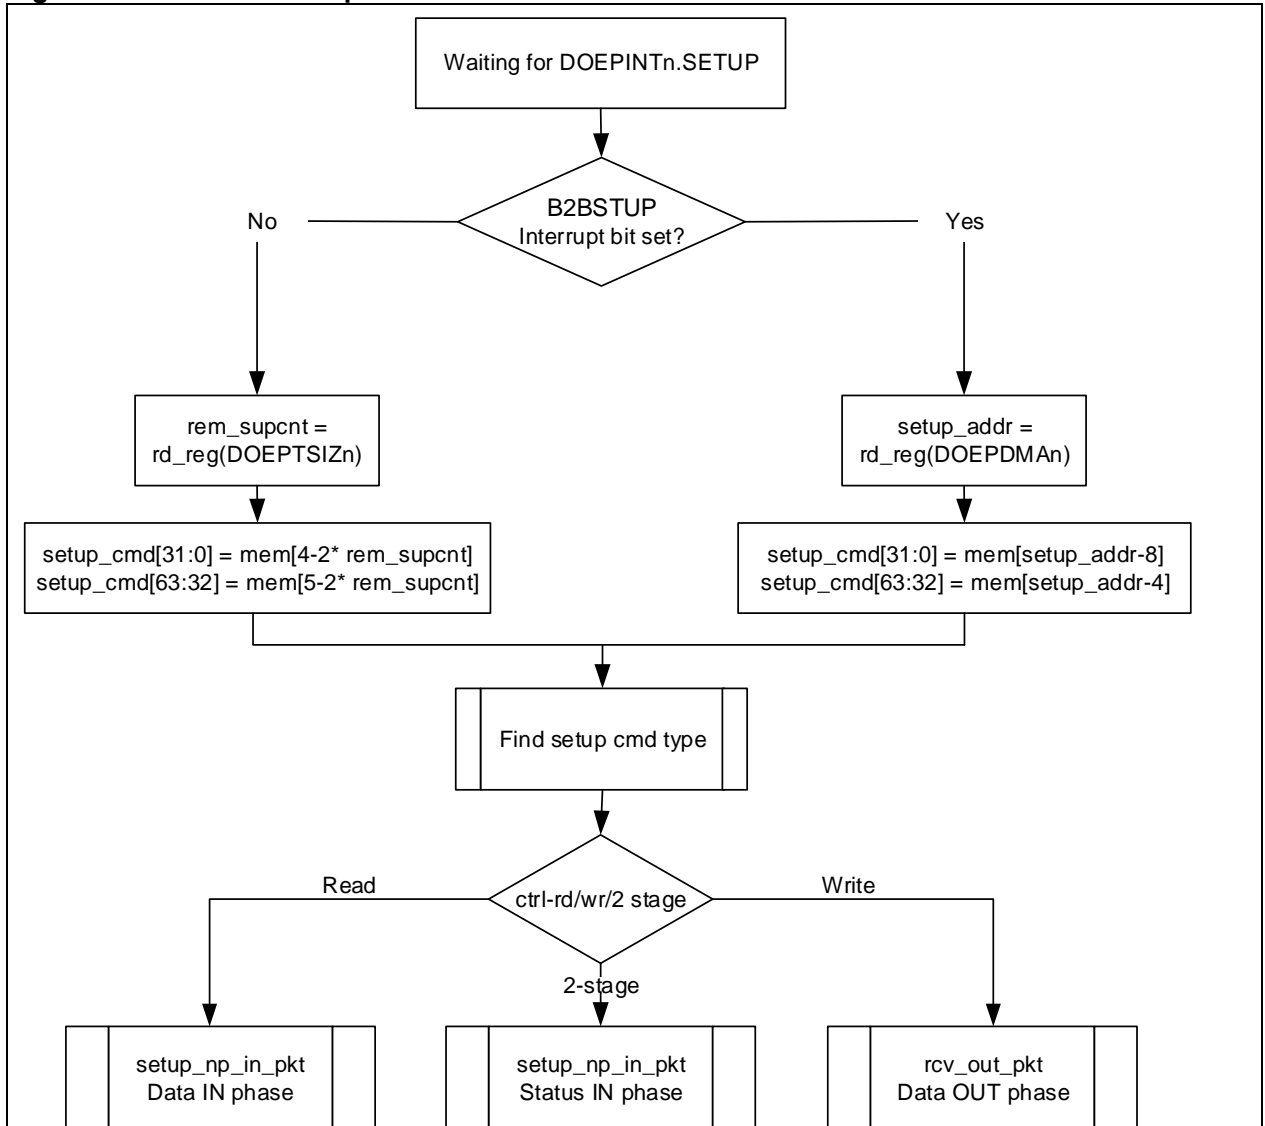 Waiting for DOEPINTn.SETUP
B2BSTUP
Interrupt bit set?
No
Yes
rem_supcnt =
rd_reg(DOEPTSIZn)
setup_addr =
rd_reg(DOEPDMAn)
setup_cmd[31:0] = mem[4-2* rem_supcnt]
setup_cmd[63:32] = mem[5-2* rem_supcnt]
setup_cmd[31:0] = mem[setup_addr-8]
setup_cmd[63:32] = mem[setup_addr-4]
Find setup cmd type
ctrl-rd/wr/2 stage
Read
Write
2-stage
setup_np_in_pkt
Data IN phase
setup_np_in_pkt
Status IN phase
rcv_out_pkt
Data OUT phase